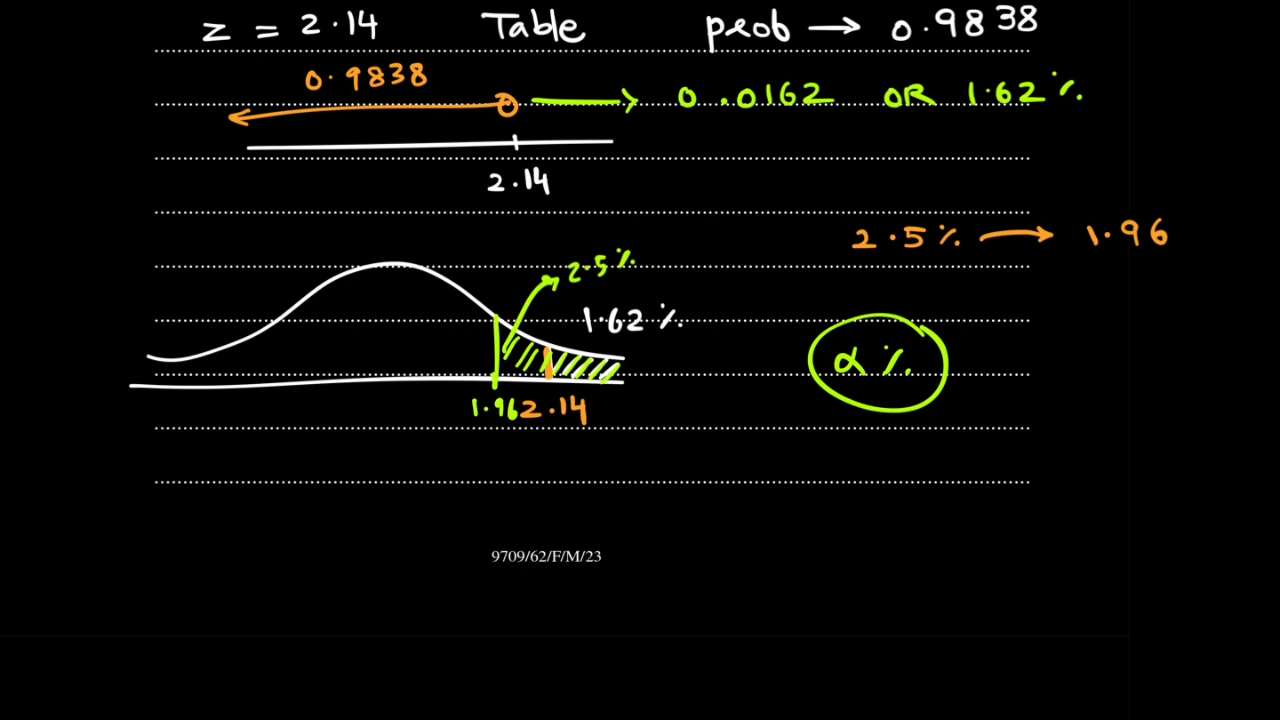 z = 2.14 Table prob → 0.9838
0.9838 → 0.0162 OR 1.62%
2.14
2.5% → 1.96
2.5%
1.62%
α%
1.96 2.14
9709/62/F/M/23